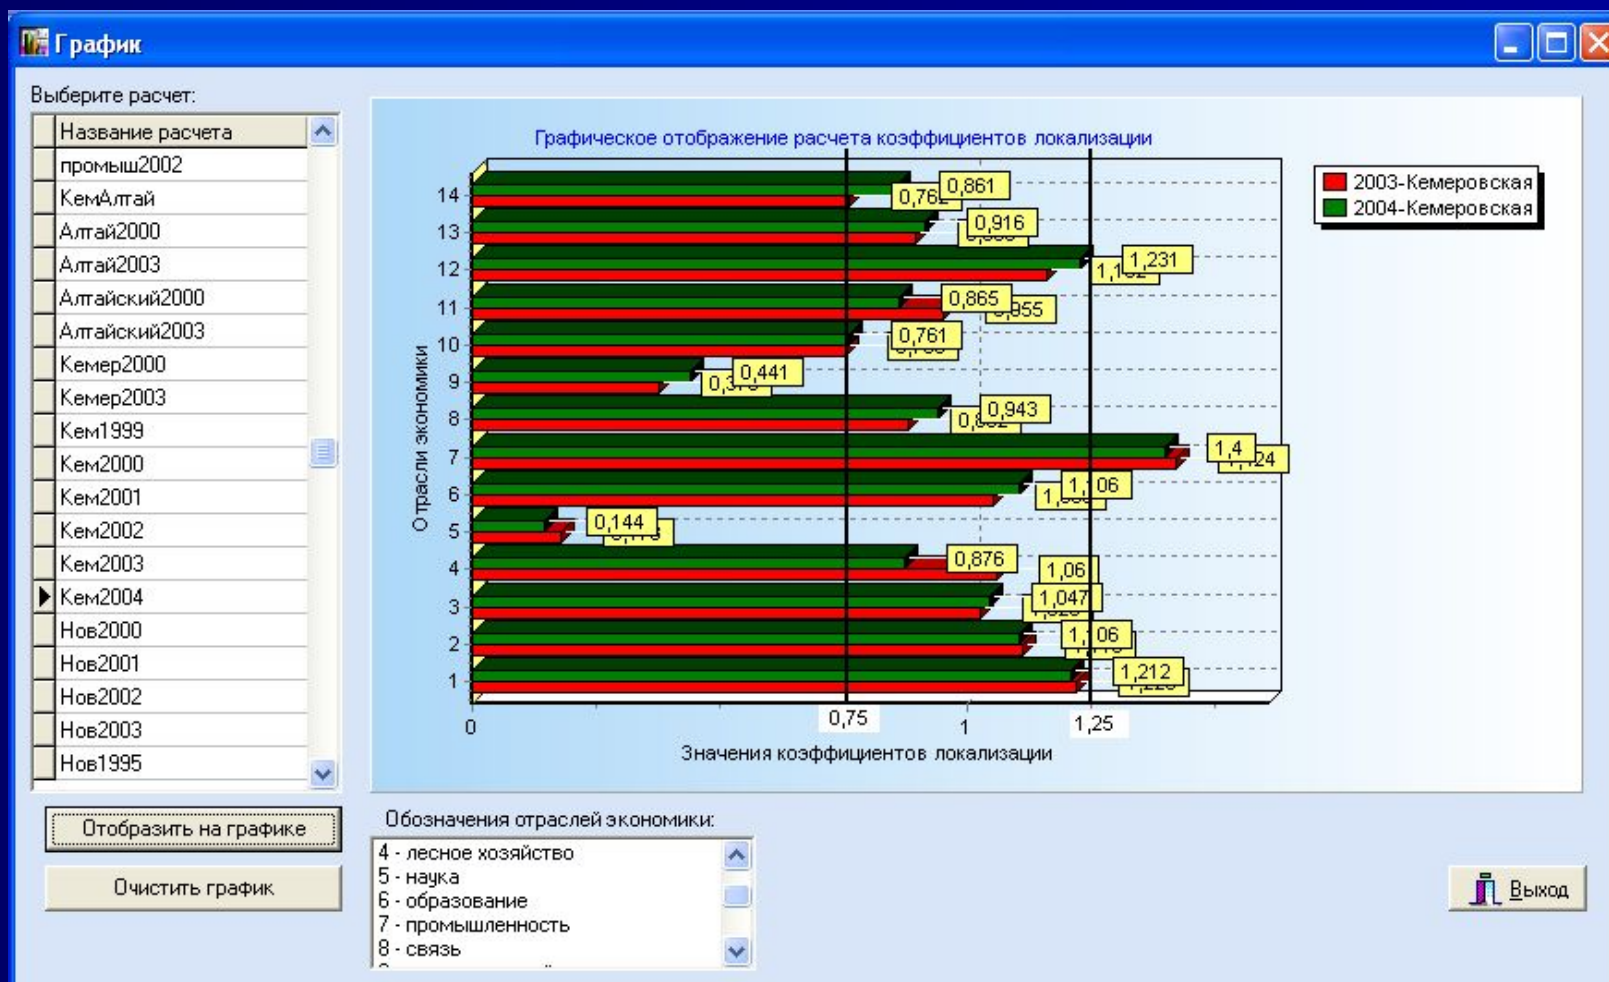 График
Выберите расчет:
Название расчета
промыш2002
КемАлтай
Алтай2000
Алтай2003
Алтайский2000
Алтайский2003
Кемер2000
Кемер2003
Кем1999
Кем2000
Кем2001
Кем2002
Кем2003
Кем2004
Нов2000
Нов2001
Нов2002
Нов2003
Нов1995
Отобразить на графике
Очистить график
Графическое отображение расчета коэффициентов локализации
2003-Кемеровская
2004-Кемеровская
Отрасли экономики
14 0,861
13 0,916
12 1,231
11 0,865
10 0,761
9 0,441
8 0,943
7 1,4
6 1,106
5 0,144
4 0,876 1,06
3 1,047
2 1,106
1 1,212
0 0,75 1 1,25
Значения коэффициентов локализации
Обозначения отраслей экономики:
4 - лесное хозяйство
5 - наука
6 - образование
7 - промышленность
8 - связь
Выход